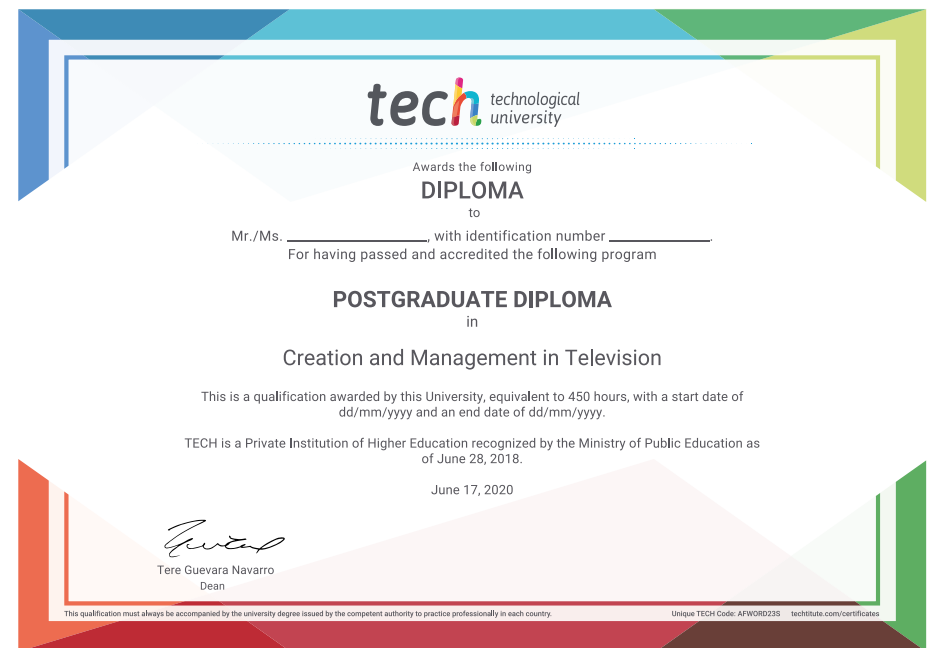 tech technological
university
Awards the following
DIPLOMA
to
Mr./Ms. ____________, with identification number ____________.
For having passed and accredited the following program
POSTGRADUATE DIPLOMA
in
Creation and Management in Television
This is a qualification awarded by this University, equivalent to 450 hours, with a start date of
dd/mm/yyyy and an end date of dd/mm/yyyy.
TECH is a Private Institution of Higher Education recognized by the Ministry of Public Education as
of June 28, 2018.
June 17, 2020
Tere Guevara Navarro
Dean
This qualification must always be accompanied by the university degree issued by the competent authority to practice professionally in each country. Unique TECH Code: AFWORD23S techtitute.com/certificates